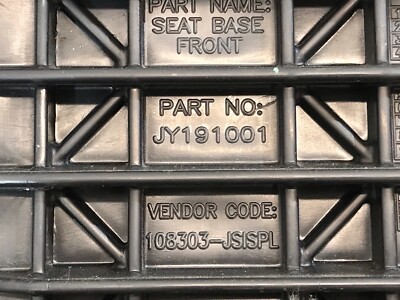 PART NAME:
SEAT BASE
FRONT
PART NO:
JY191001
VENDOR CODE:
108303-JSISPL